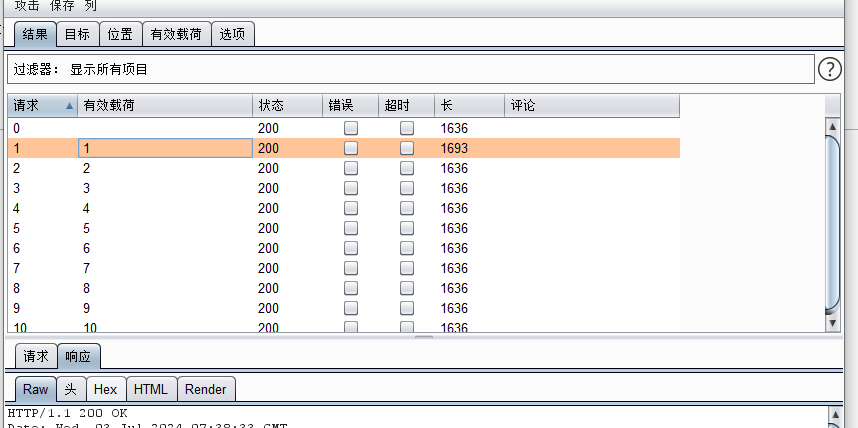 攻击 保存 列
结果 目标 位置 有效载荷 选项
过滤器： 显示所有项目 ?
请求 有效载荷 状态 错误 超时 长 评论
0 200 1636
1 1 200 1693
2 2 200 1636
3 3 200 1636
4 4 200 1636
5 5 200 1636
6 6 200 1636
7 7 200 1636
8 8 200 1636
9 9 200 1636
10 10 200 1636
请求 响应
Raw 头 Hex HTML Render
HTTP/1.1 200 OK
Date: Wed, 03 Jul 2024 07:38:33 GMT